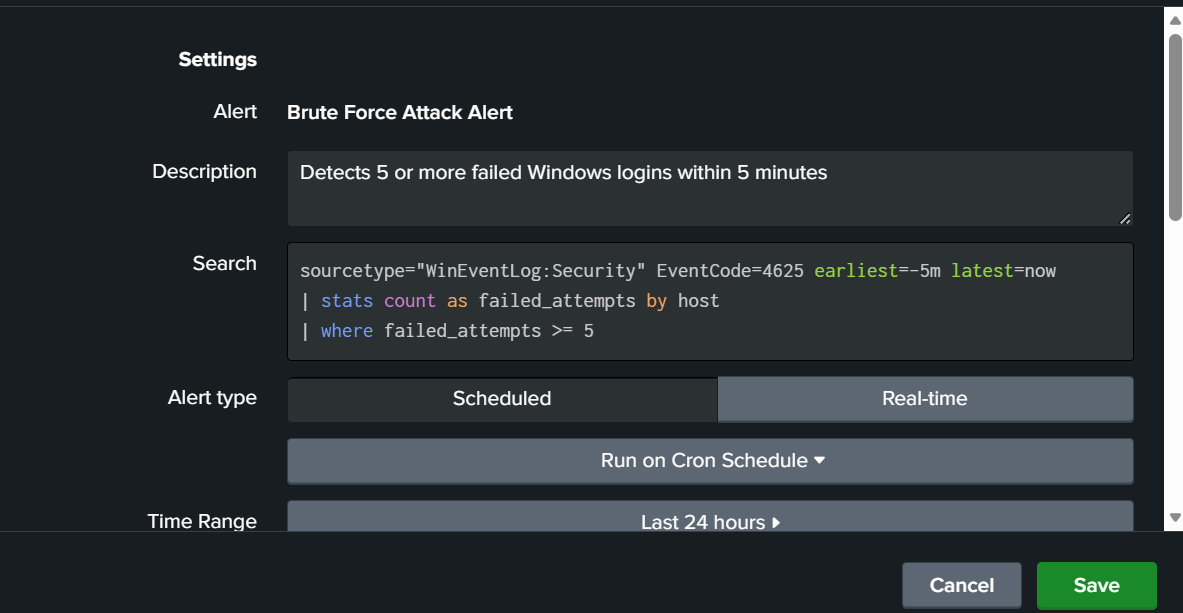 Settings
Alert Brute Force Attack Alert
Description Detects 5 or more failed Windows logins within 5 minutes
Search sourcetype="WinEventLog:Security" EventCode=4625 earliest=-5m latest=now
| stats count as failed_attempts by host
| where failed_attempts >= 5
Alert type Scheduled Real-time
Run on Cron Schedule
Time Range Last 24 hours
Cancel Save